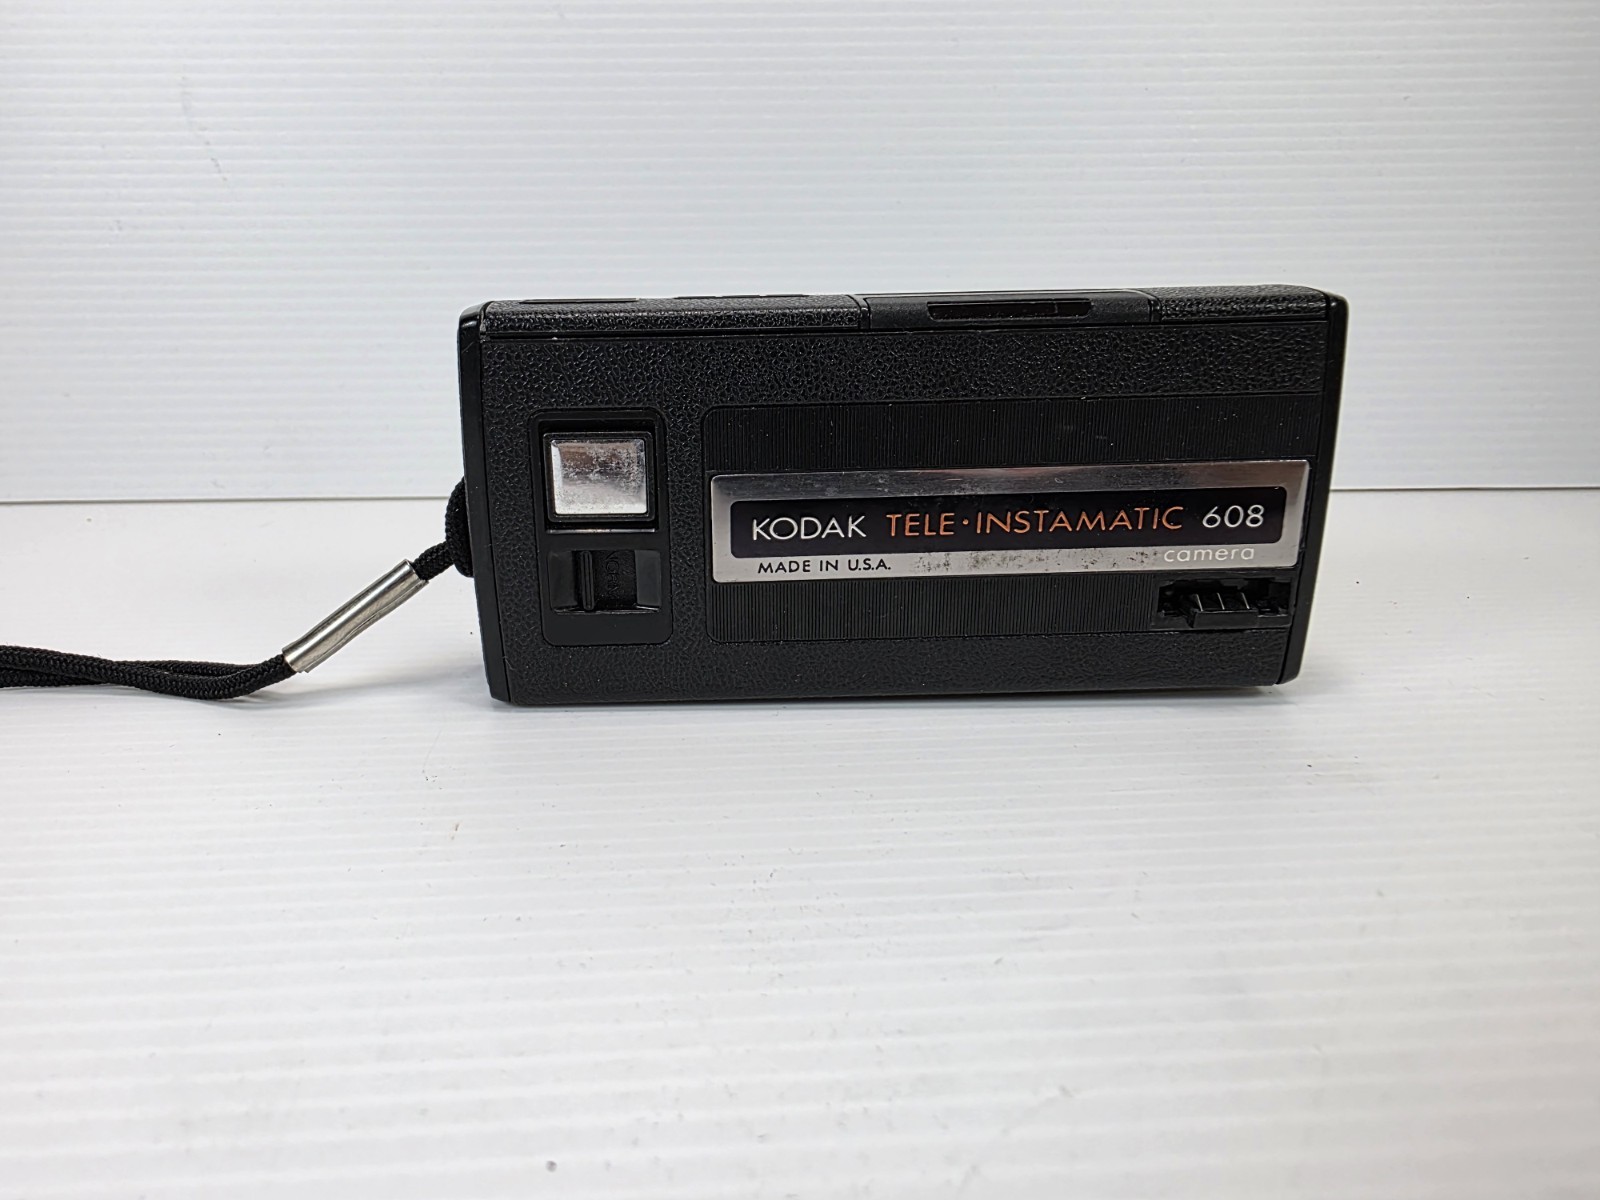 KODAK TELE·INSTAMATIC 608
MADE IN U.S.A. camera